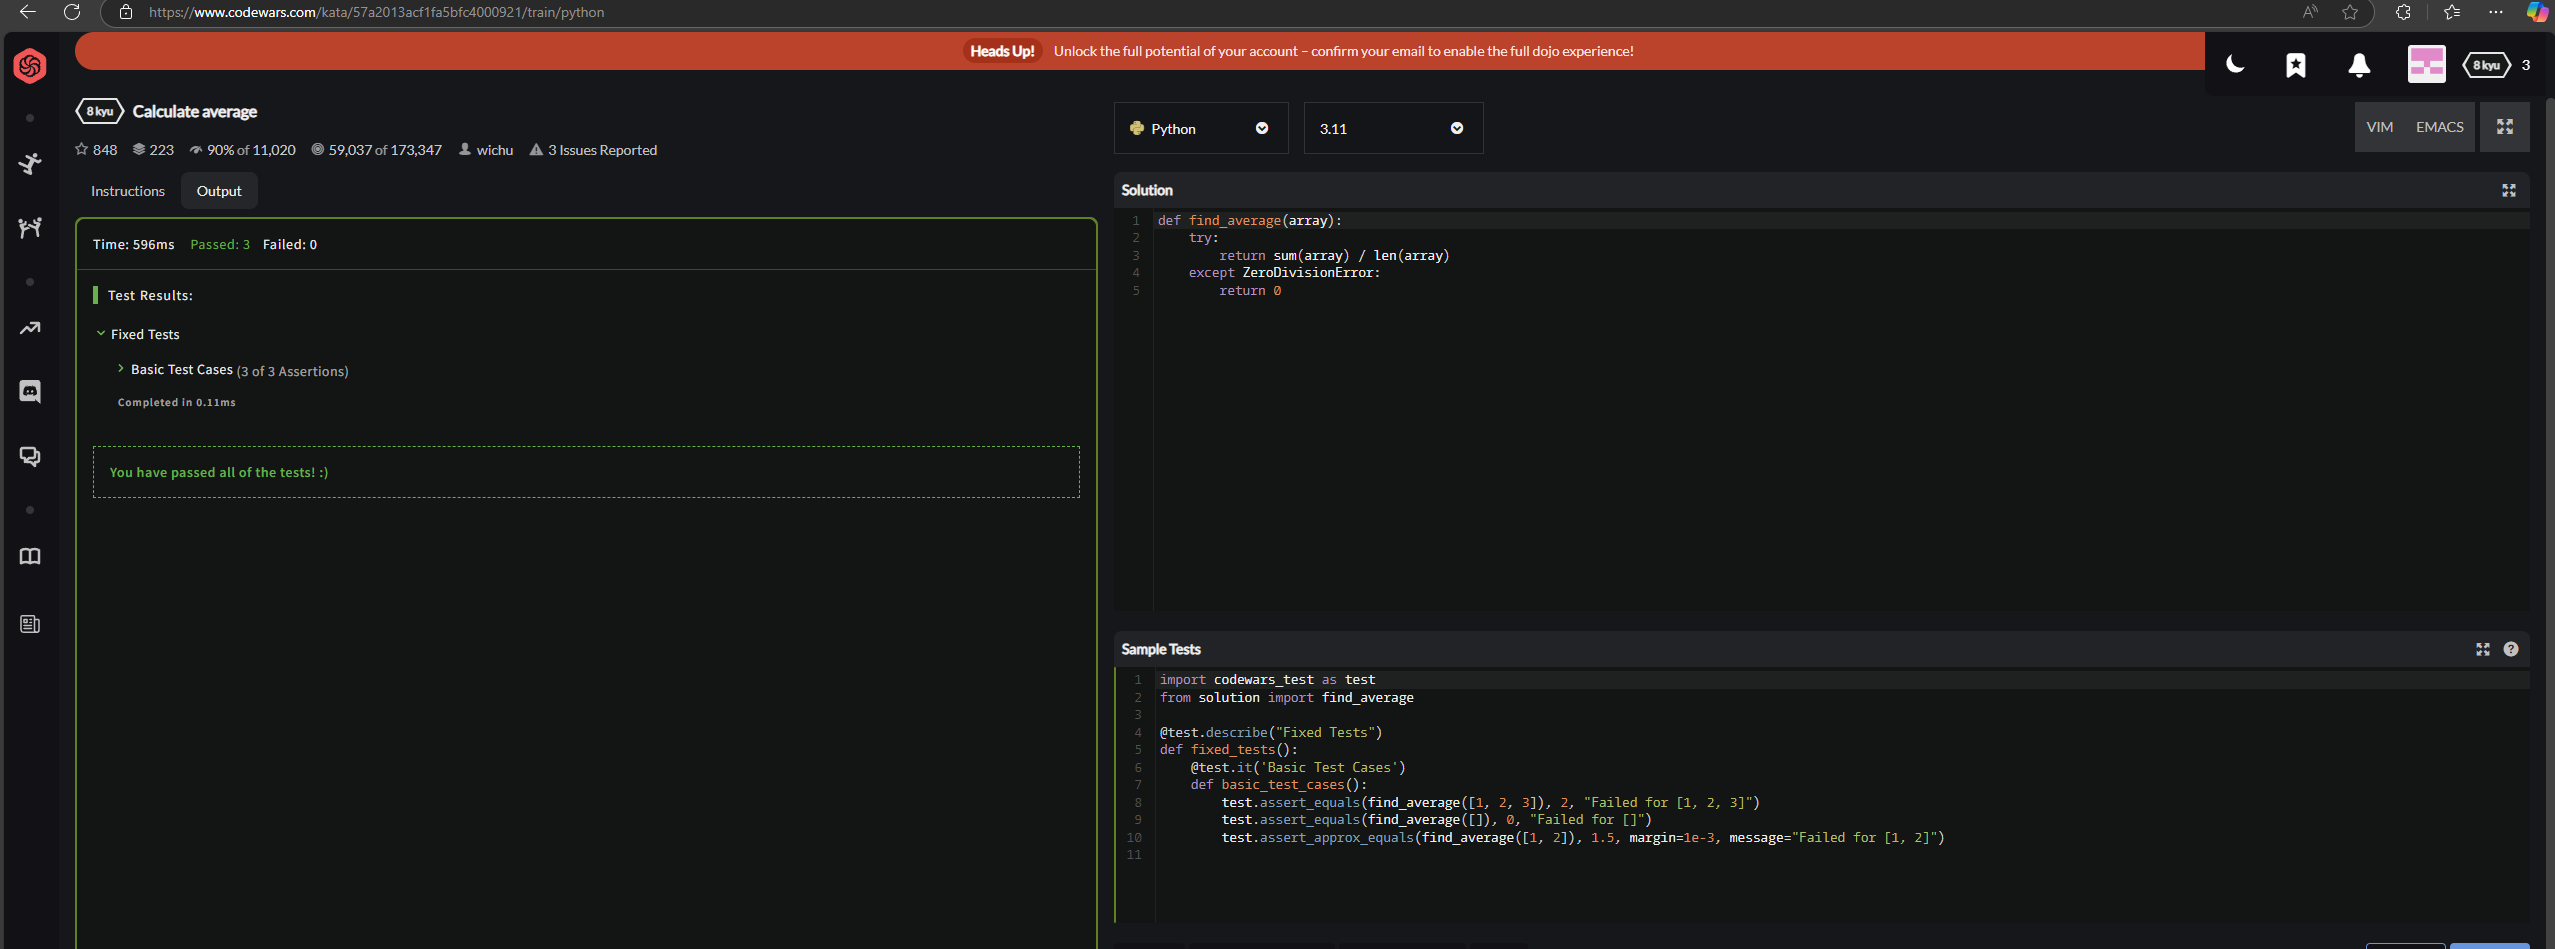 https://www.codewars.com/kata/57a2013acf1fa5bfc4000921/train/python
Heads Up! Unlock the full potential of your account – confirm your email to enable the full dojo experience!
8 kyu 3
8 kyu Calculate average
848 223 90% of 11,020 59,037 of 173,347 wichu 3 Issues Reported
Instructions Output
Time: 596ms Passed: 3 Failed: 0
Test Results:
Fixed Tests
Basic Test Cases (3 of 3 Assertions)
Completed in 0.11ms
You have passed all of the tests! :)
Python 3.11 VIM EMACS
Solution
1 def find_average(array):
2 try:
3 return sum(array) / len(array)
4 except ZeroDivisionError:
5 return 0
Sample Tests
1 import codewars_test as test
2 from solution import find_average
3
4 @test.describe("Fixed Tests")
5 def fixed_tests():
6 @test.it('Basic Test Cases')
7 def basic_test_cases():
8 test.assert_equals(find_average([1, 2, 3]), 2, "Failed for [1, 2, 3]")
9 test.assert_equals(find_average([]), 0, "Failed for []")
10 test.assert_approx_equals(find_average([1, 2]), 1.5, margin=1e-3, message="Failed for [1, 2]")
11